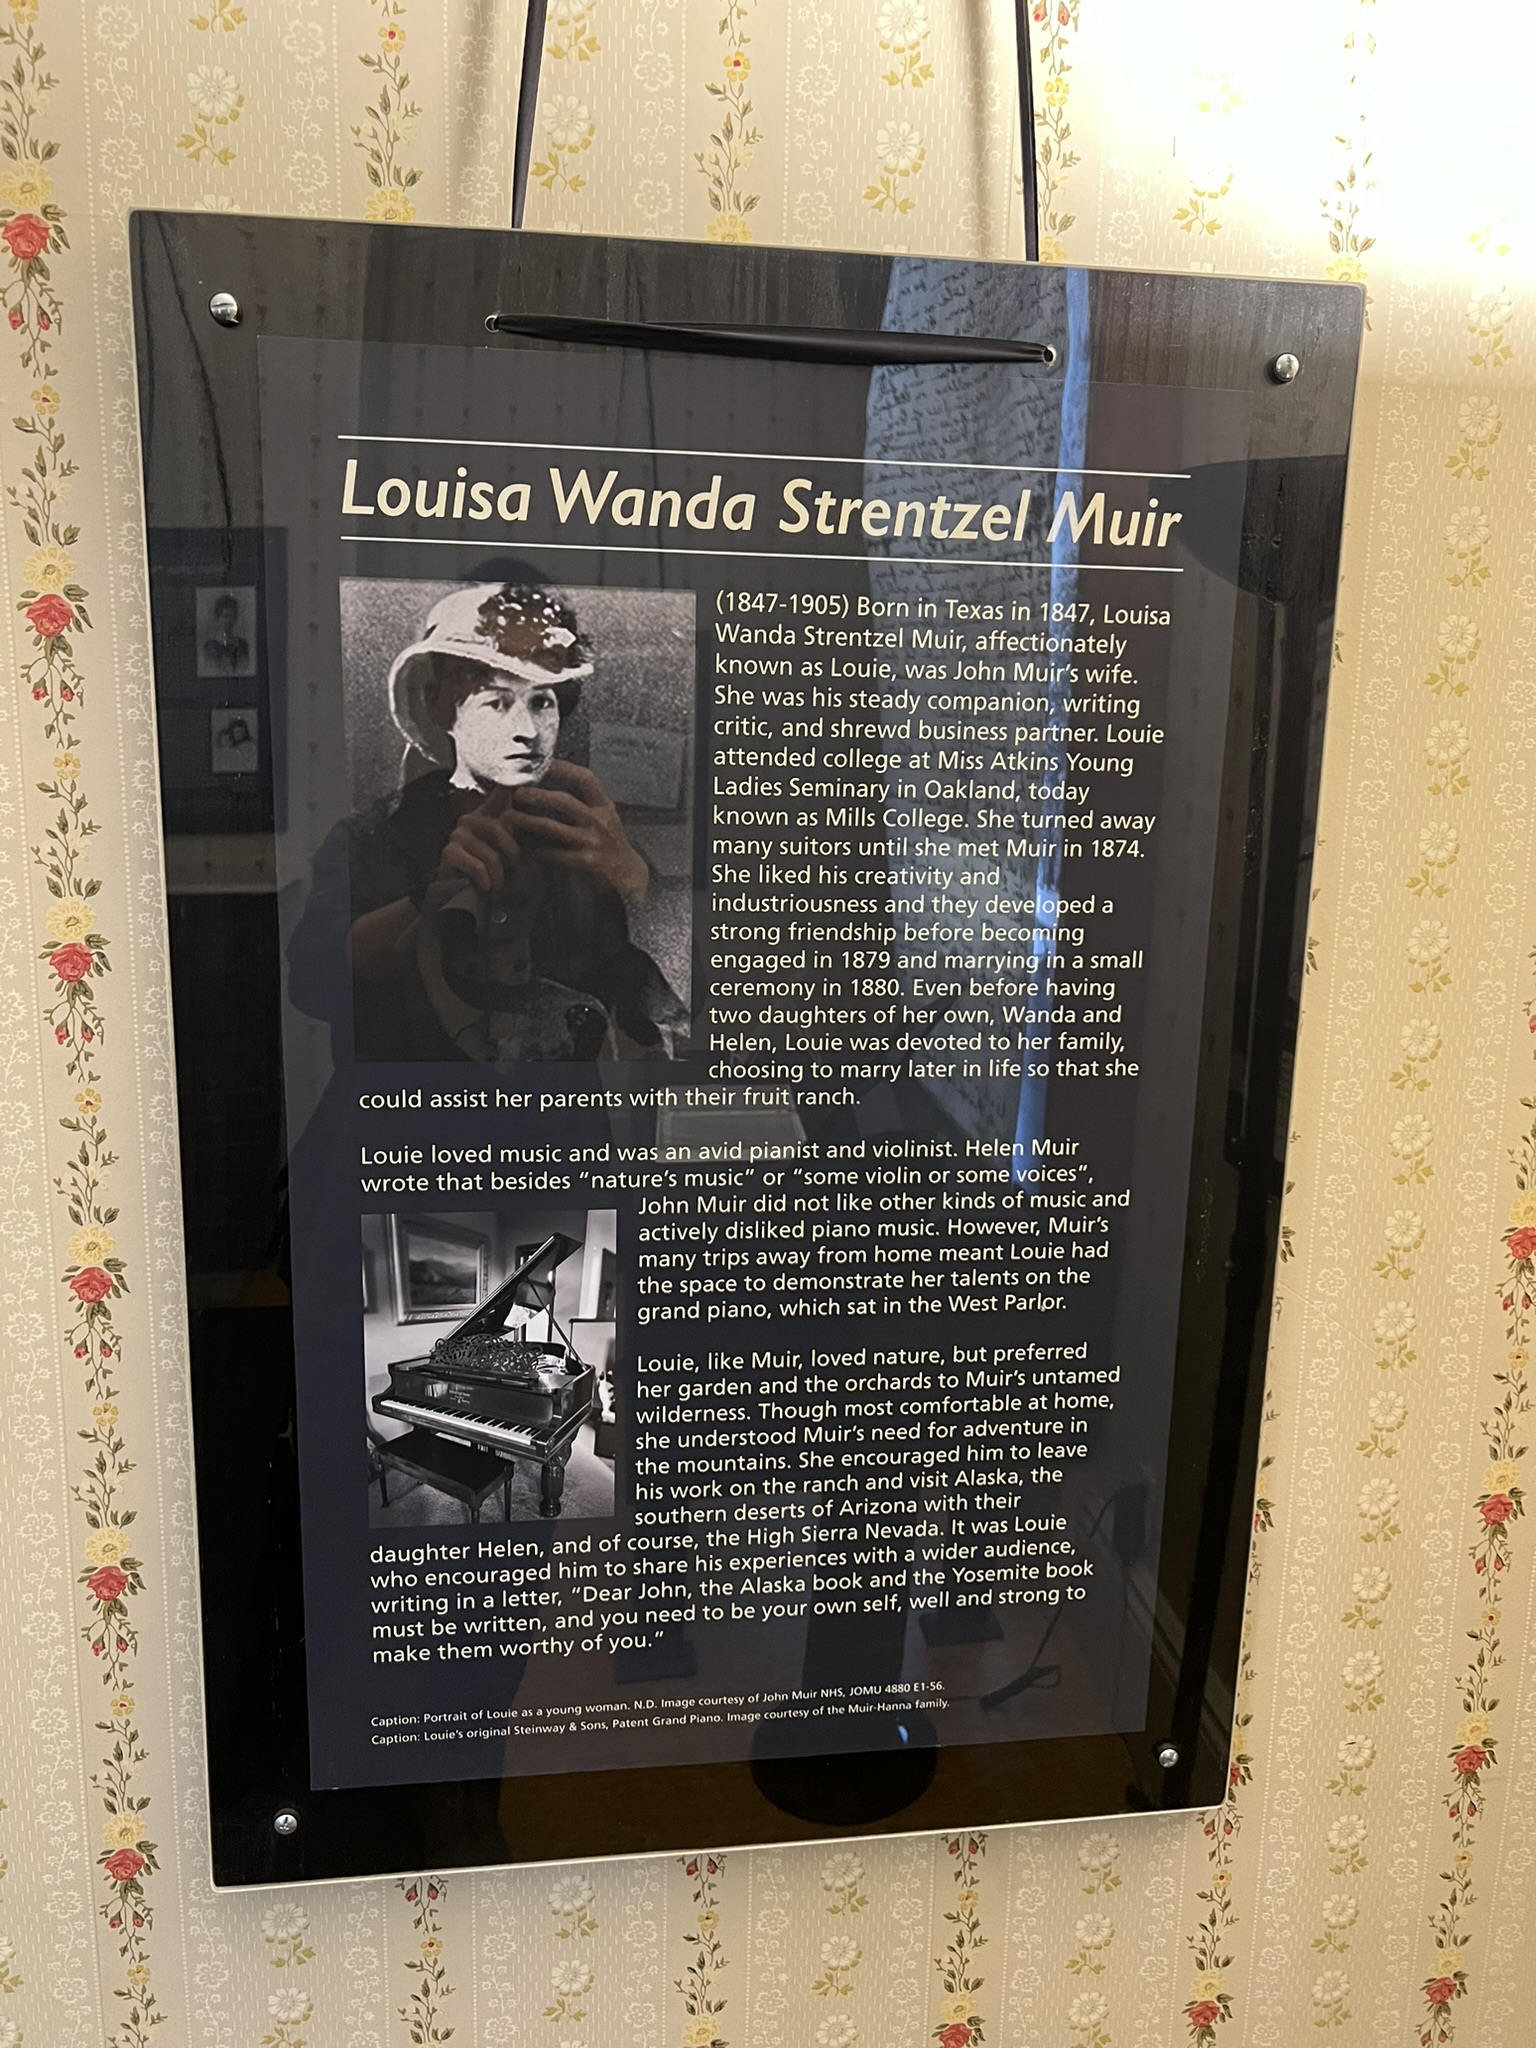 Louisa Wanda Strentzel Muir
(1847-1905) Born in Texas in 1847, Louisa
Wanda Strentzel Muir, affectionately
known as Louie, was John Muir's wife.
She was his steady companion, writing
critic, and shrewd business partner. Louie
attended college at Miss Atkins Young
Ladies Seminary in Oakland, today
known as Mills College. She turned away
many suitors until she met Muir in 1874.
She liked his creativity and
industriousness and they developed a
strong friendship before becoming
engaged in 1879 and marrying in a small
ceremony in 1880. Even before having
two daughters of her own, Wanda and
Helen, Louie was devoted to her family,
choosing to marry later in life so that she
could assist her parents with their fruit ranch.
Louie loved music and was an avid pianist and violinist. Helen Muir
wrote that besides “nature's music” or “some violin or some voices“,
John Muir did not like other kinds of music and
actively disliked piano music. However, Muir's
many trips away from home meant Louie had
the space to demonstrate her talents on the
grand piano, which sat in the West Parlor.
Louie, like Muir, loved nature, but preferred
her garden and the orchards to Muir's untamed
wilderness. Though most comfortable at home,
she understood Muir's need for adventure in
the mountains. She encouraged him to leave
his work on the ranch and visit Alaska, the
southern deserts of Arizona with their
daughter Helen, and of course, the High Sierra Nevada. It was Louie
who encouraged him to share his experiences with a wider audience,
writing in a letter, “Dear John, the Alaska book and the Yosemite book
must be written, and you need to be your own self, well and strong to
make them worthy of you.”
Caption: Portrait of Louie as a young woman. N.D. Image courtesy of John Muir NHS, JOMU 4880 E1-56.
Caption: Louie's original Steinway & Sons, Patent Grand Piano. Image courtesy of the Muir-Hanna family.